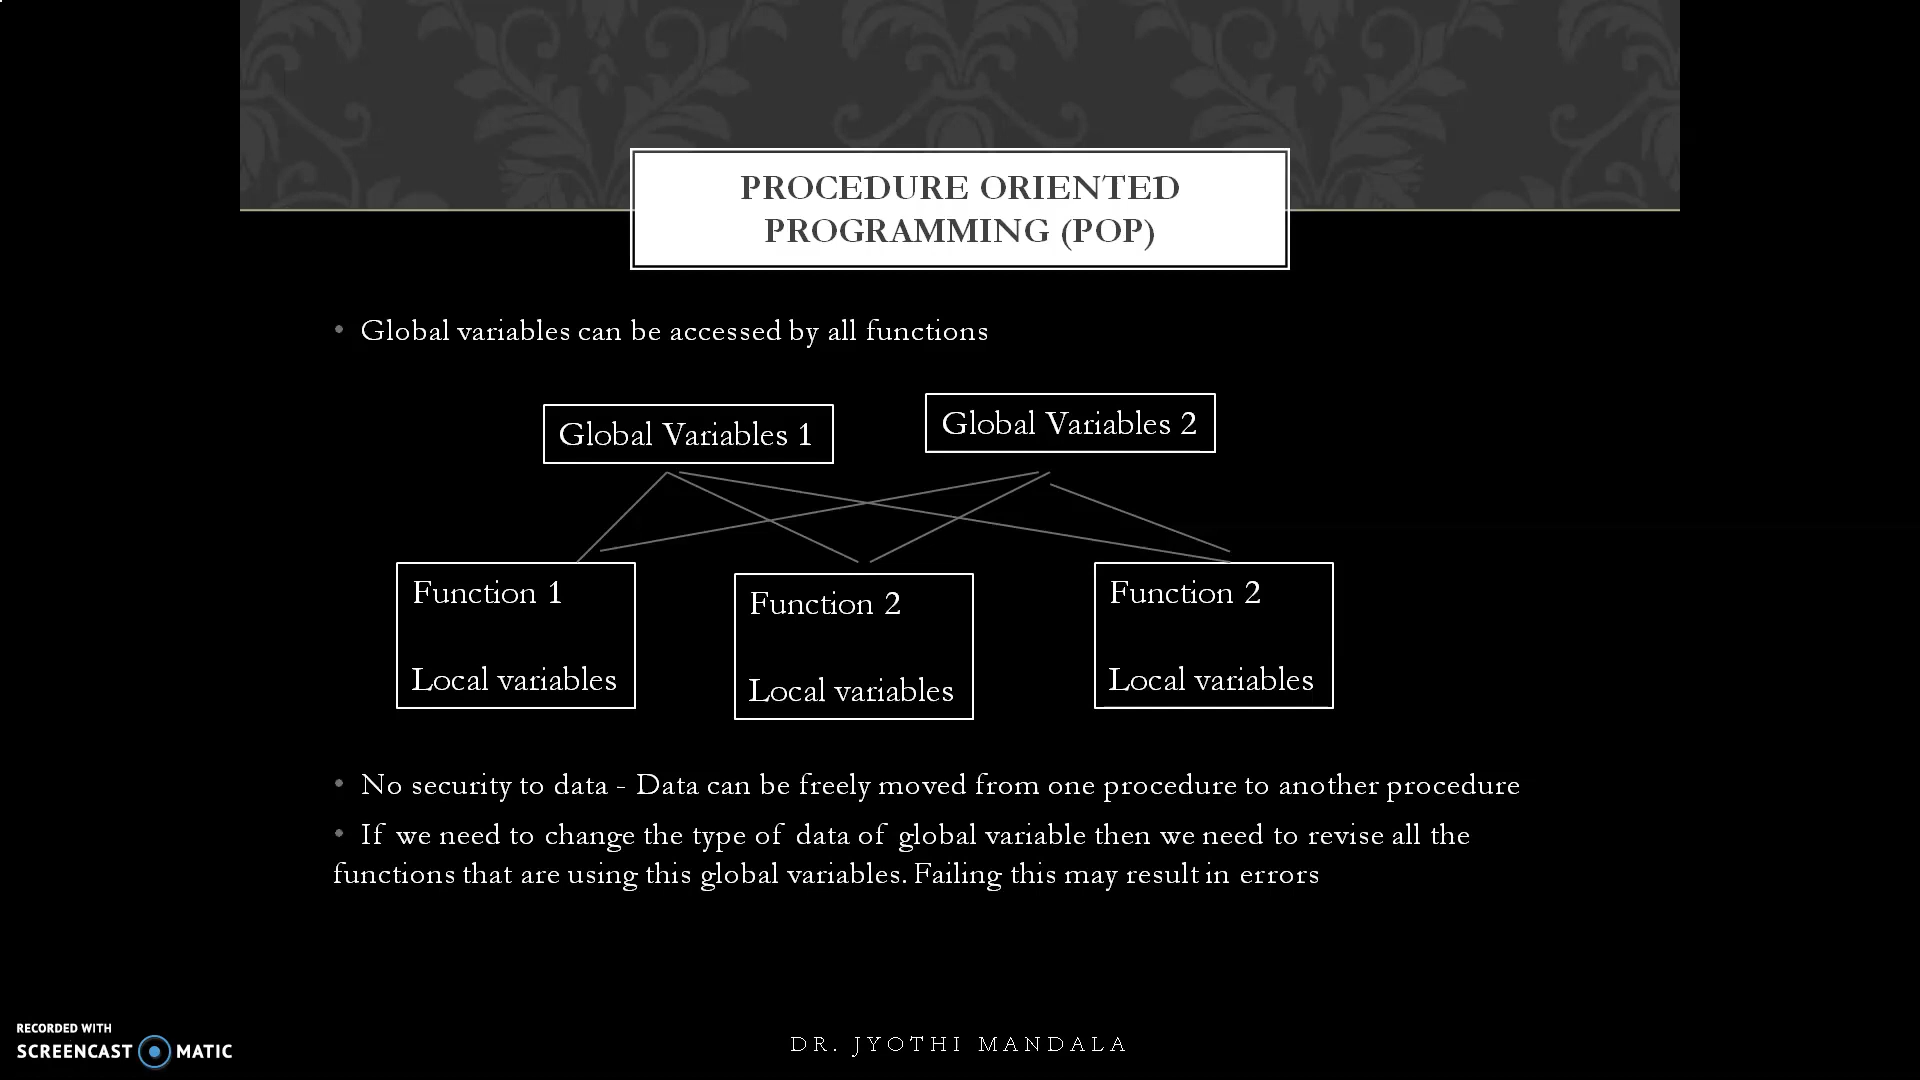 PROCEDURE ORIENTED
PROGRAMMING (POP)
• Global variables can be accessed by all functions
Global Variables 1
Global Variables 2
Function 1
Local variables
Function 2
Local variables
Function 2
Local variables
• No security to data - Data can be freely moved from one procedure to another procedure
• If we need to change the type of data of global variable then we need to revise all the
functions that are using this global variables. Failing this may result in errors
RECORDED WITH
SCREENCAST MATIC
DR. JYOTHI MANDALA